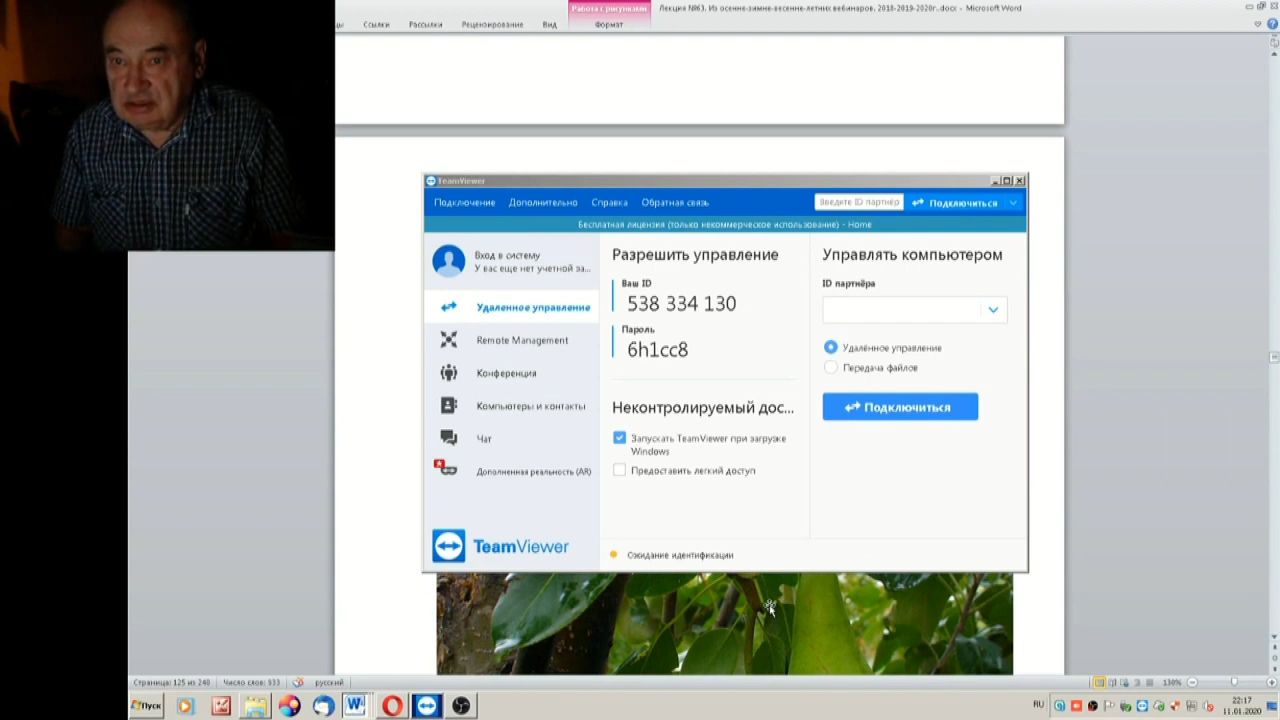 Работа с рисунками
Лекция №63. Из осенне-зимне-весенне-летних вебинаров, 2018-2019-2020г..docx - Microsoft Word
Ссылки
Рассылки
Рецензирование
Вид
Формат
TeamViewer
Подключение
Дополнительно
Справка
Обратная связь
Введите ID партнёр
Подключиться
Бесплатная лицензия (только некоммерческое использование) - Home
Вход в систему
У вас еще нет учетной за...
Удаленное управление
Remote Management
Конференция
Компьютеры и контакты
Чат
Дополненная реальность (AR)
TeamViewer
Разрешить управление
Ваш ID
538 334 130
Пароль
6h1cc8
Неконтролируемый дос...
Запускать TeamViewer при загрузке
Windows
Предоставить легкий доступ
Ожидание идентификации
Управлять компьютером
ID партнёра
Удалённое управление
Передача файлов
Подключиться
Страница: 125 из 240
Число слов: 933
русский
130%
Пуск
RU
22:17
11.01.2020